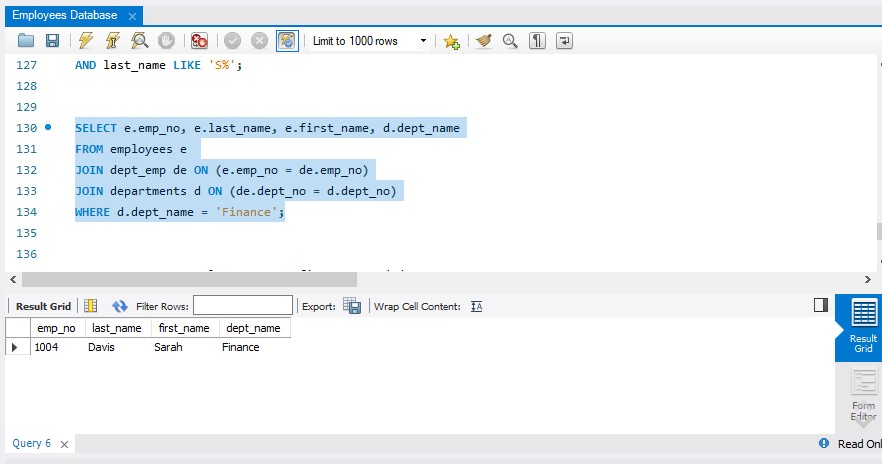 Employees Database
Limit to 1000 rows
127 AND last_name LIKE 'S%';
128
129
130 SELECT e.emp_no, e.last_name, e.first_name, d.dept_name
131 FROM employees e
132 JOIN dept_emp de ON (e.emp_no = de.emp_no)
133 JOIN departments d ON (de.dept_no = d.dept_no)
134 WHERE d.dept_name = 'Finance';
135
136
Result Grid Filter Rows: Export: Wrap Cell Content: IA
emp_no last_name first_name dept_name
1004 Davis Sarah Finance
Result
Grid
Form
Editor
Query 6 Read Onl